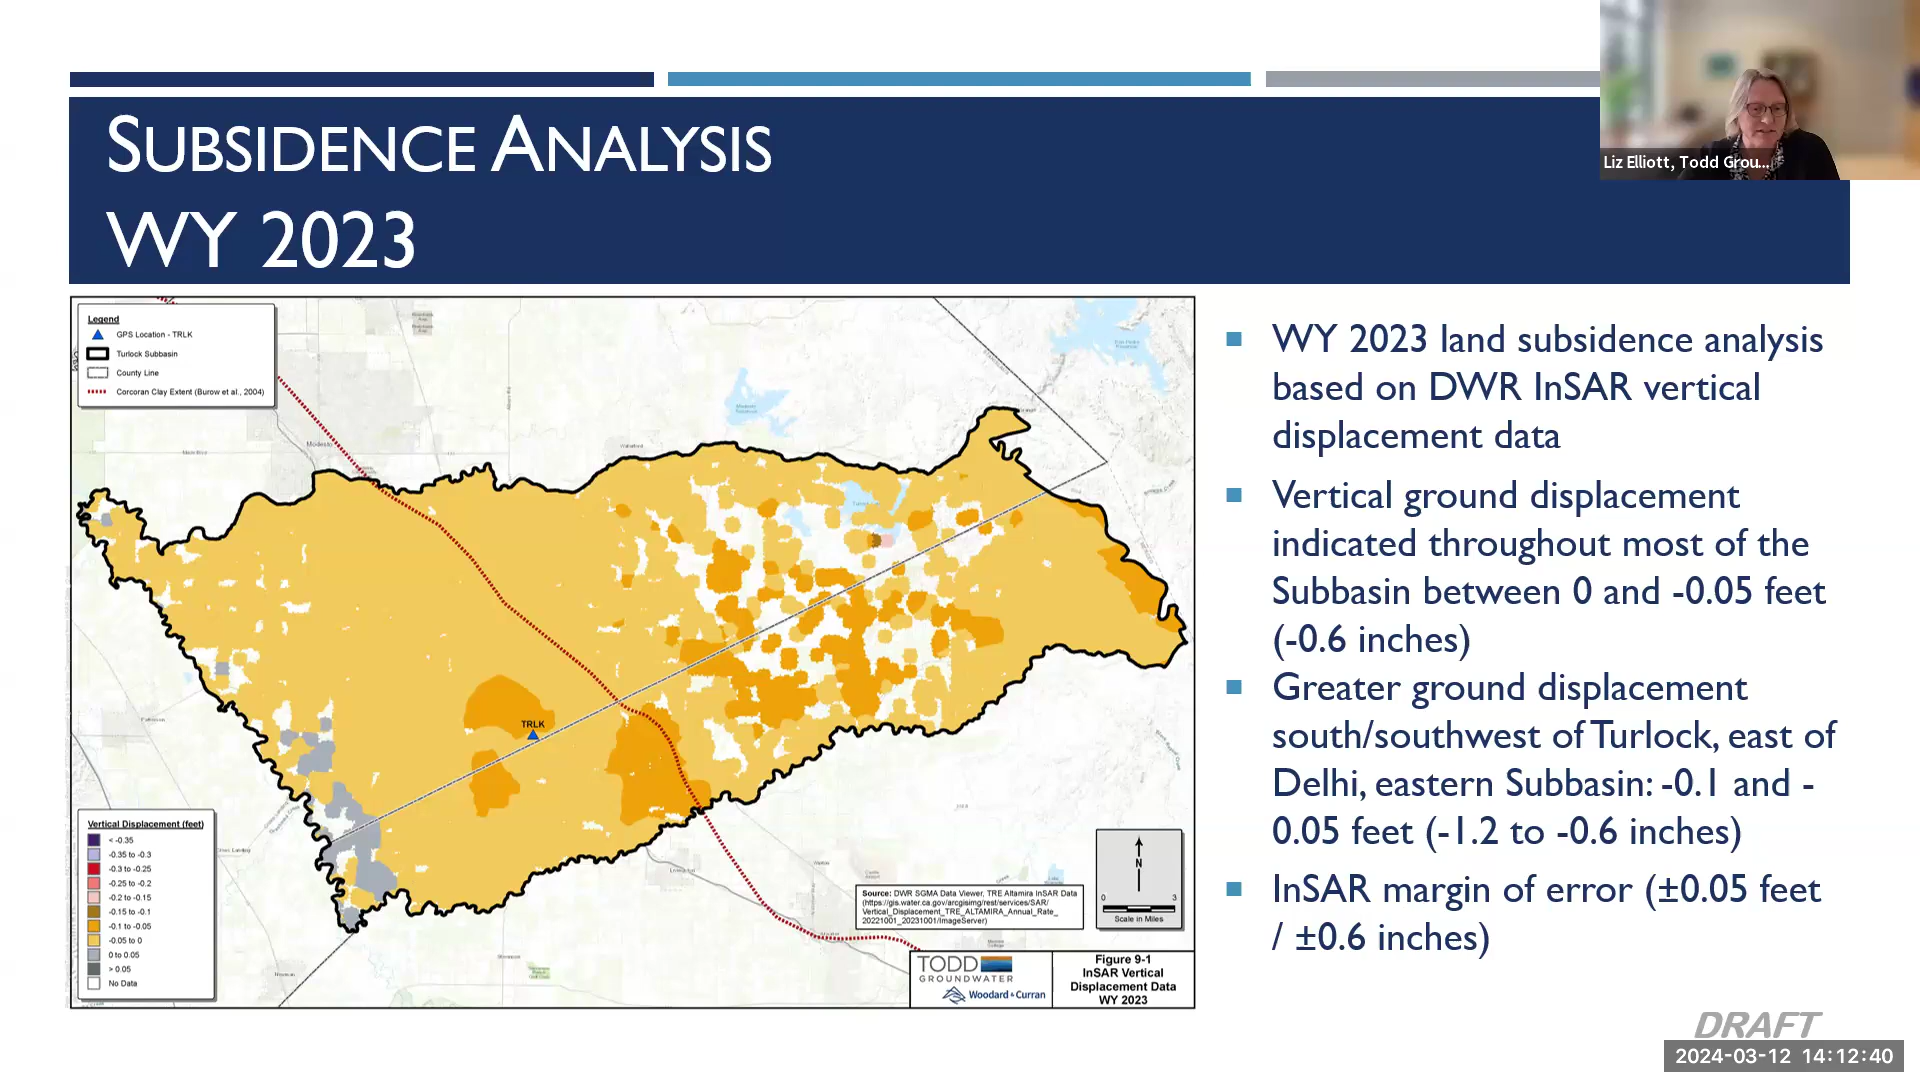 SUBSIDENCE ANALYSIS
WY 2023
Liz Elliott, Todd Grou...
Legend
GPS Location - TRLK
Turlock Subbasin
County Line
Corcoran Clay Extent (Burow et al., 2004)
Modesto
Waterford
TRLK
Vertical Displacement (feet)
< -0.35
-0.35 to -0.3
-0.3 to -0.25
-0.25 to -0.2
-0.2 to -0.15
-0.15 to -0.1
-0.1 to -0.05
-0.05 to 0
0 to 0.05
> 0.05
No Data
Source: DWR SGMA Data Viewer, TRE Altamira InSAR Data
(https://gis.water.ca.gov/arcgisimg/rest/services/SAR/
Vertical_Displacement_TRE_ALTAMIRA_Annual_Rate_
20221001_20231001/ImageServer)
N
0 3
Scale in Miles
TODD
GROUNDWATER
Woodard & Curran
Figure 9-1
InSAR Vertical
Displacement Data
WY 2023
WY 2023 land subsidence analysis
based on DWR InSAR vertical
displacement data
Vertical ground displacement
indicated throughout most of the
Subbasin between 0 and -0.05 feet
(-0.6 inches)
Greater ground displacement
south/southwest of Turlock, east of
Delhi, eastern Subbasin: -0.1 and -
0.05 feet (-1.2 to -0.6 inches)
InSAR margin of error (±0.05 feet
/ ±0.6 inches)
DRAFT
2024-03-12 14:12:40